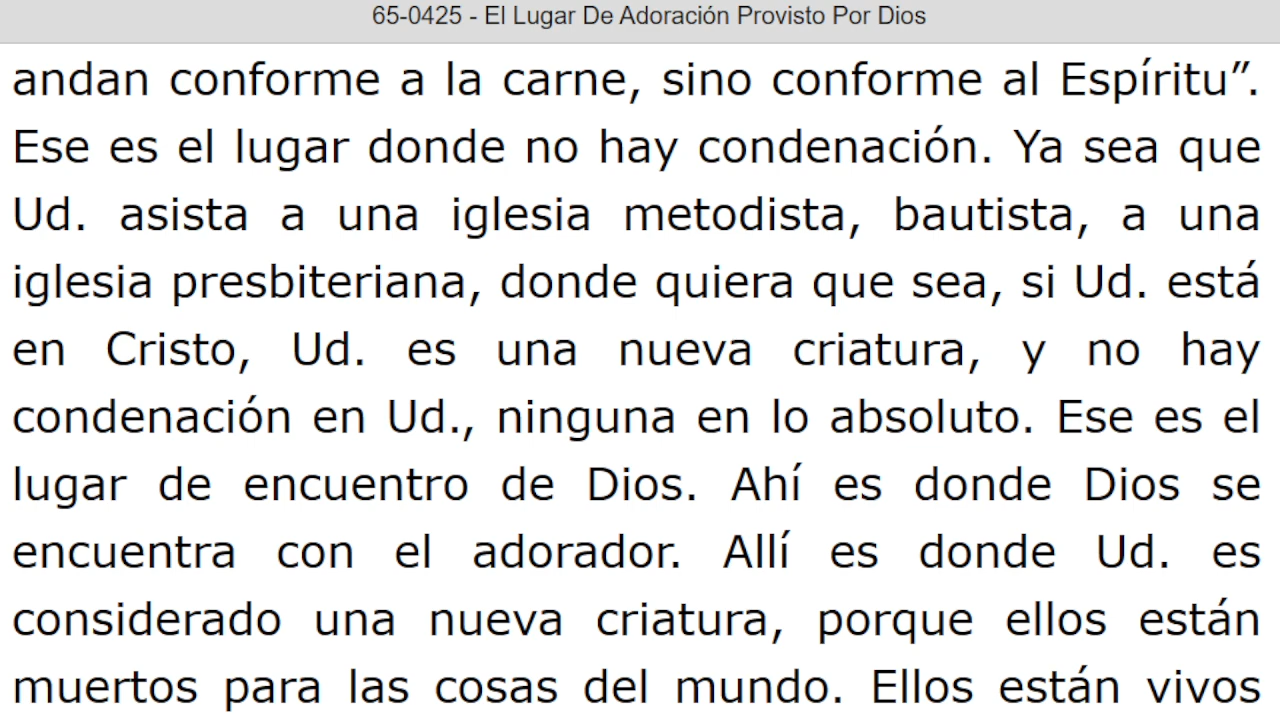 65-0425 - El Lugar De Adoración Provisto Por Dios
andan conforme a la carne, sino conforme al Espíritu”.
Ese es el lugar donde no hay condenación. Ya sea que
Ud. asista a una iglesia metodista, bautista, a una
iglesia presbiteriana, donde quiera que sea, si Ud. está
en Cristo, Ud. es una nueva criatura, y no hay
condenación en Ud., ninguna en lo absoluto. Ese es el
lugar de encuentro de Dios. Ahí es donde Dios se
encuentra con el adorador. Allí es donde Ud. es
considerado una nueva criatura, porque ellos están
muertos para las cosas del mundo. Ellos están vivos